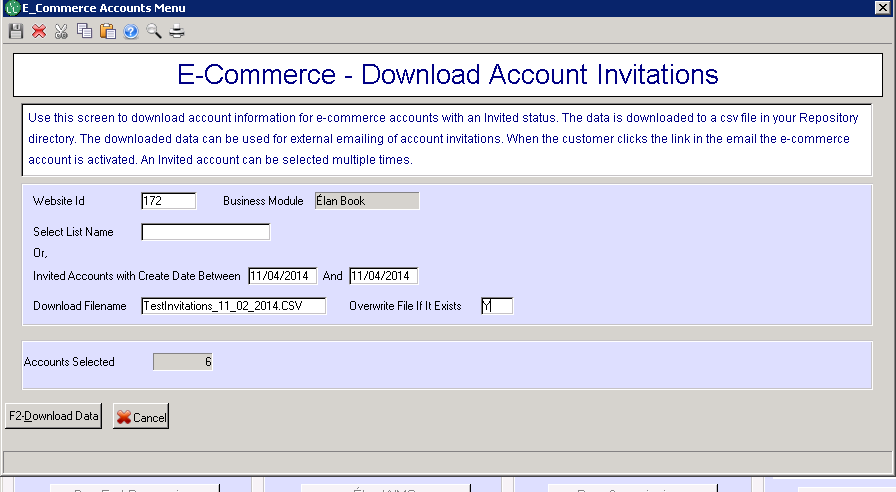 E_Commerce Accounts Menu
E-Commerce - Download Account Invitations
Use this screen to download account information for e-commerce accounts with an Invited status. The data is downloaded to a csv file in your Repository
directory. The downloaded data can be used for external emailing of account invitations. When the customer clicks the link in the email the e-commerce
account is activated. An Invited account can be selected multiple times.
Website Id 172 Business Module Élan Book
Select List Name
Or,
Invited Accounts with Create Date Between 11/04/2014 And 11/04/2014
Download Filename TestInvitations_11_02_2014.CSV Overwrite File If It Exists Y
Accounts Selected 6
F2-Download Data Cancel